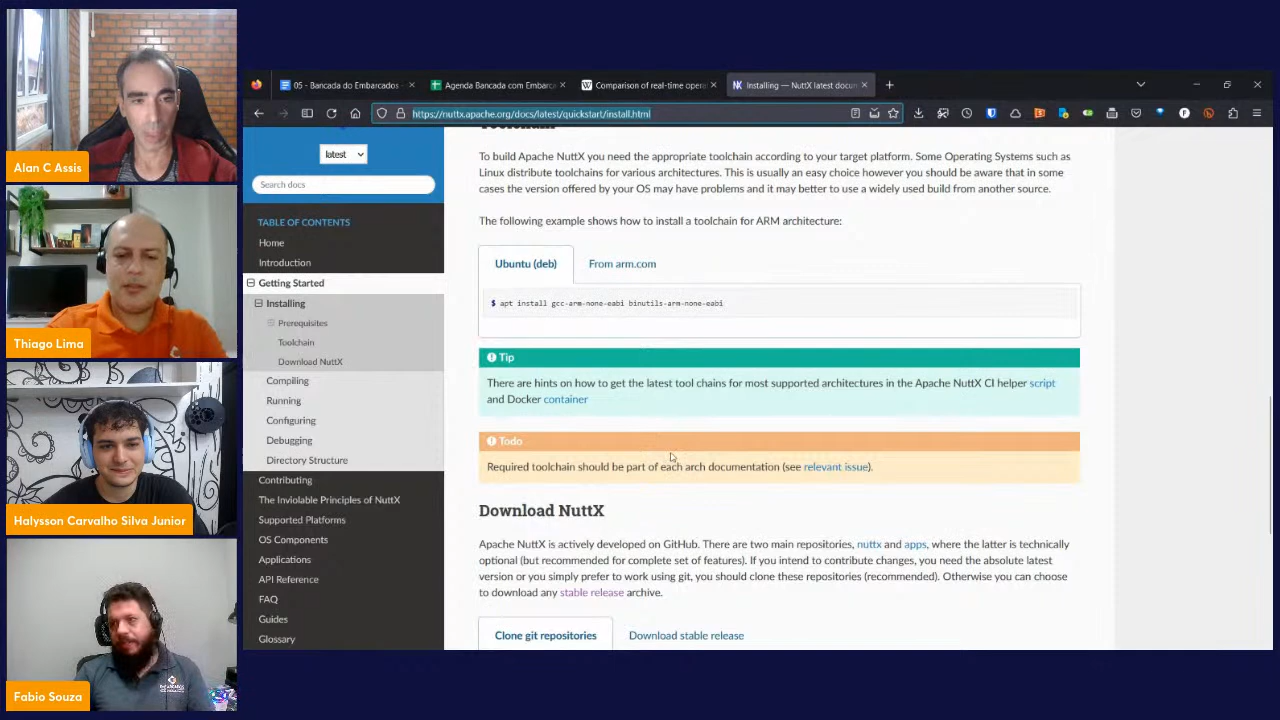 Alan C Assis
Thiago Lima
Halysson Carvalho Silva Junior
Fabio Souza
05 - Bancada do Embarcados
Agenda Bancada com Embarc
Comparison of real-time opera
Installing — NuttX latest docum
https://nuttx.apache.org/docs/latest/quickstart/install.html
latest
Search docs
TABLE OF CONTENTS
Home
Introduction
Getting Started
Installing
Prerequisites
Toolchain
Download NuttX
Compiling
Running
Configuring
Debugging
Directory Structure
Contributing
The Inviolable Principles of NuttX
Supported Platforms
OS Components
Applications
API Reference
FAQ
Guides
Glossary
Toolchain
To build Apache NuttX you need the appropriate toolchain according to your target platform. Some Operating Systems such as
Linux distribute toolchains for various architectures. This is usually an easy choice however you should be aware that in some
cases the version offered by your OS may have problems and it may better to use a widely used build from another source.
The following example shows how to install a toolchain for ARM architecture:
Ubuntu (deb)
From arm.com
$ apt install gcc-arm-none-eabi binutils-arm-none-eabi
Tip
There are hints on how to get the latest tool chains for most supported architectures in the Apache NuttX CI helper script
and Docker container
Todo
Required toolchain should be part of each arch documentation (see relevant issue).
Download NuttX
Apache NuttX is actively developed on GitHub. There are two main repositories, nuttx and apps, where the latter is technically
optional (but recommended for complete set of features). If you intend to contribute changes, you need the absolute latest
version or you simply prefer to work using git, you should clone these repositories (recommended). Otherwise you can choose
to download any stable release archive.
Clone git repositories
Download stable release